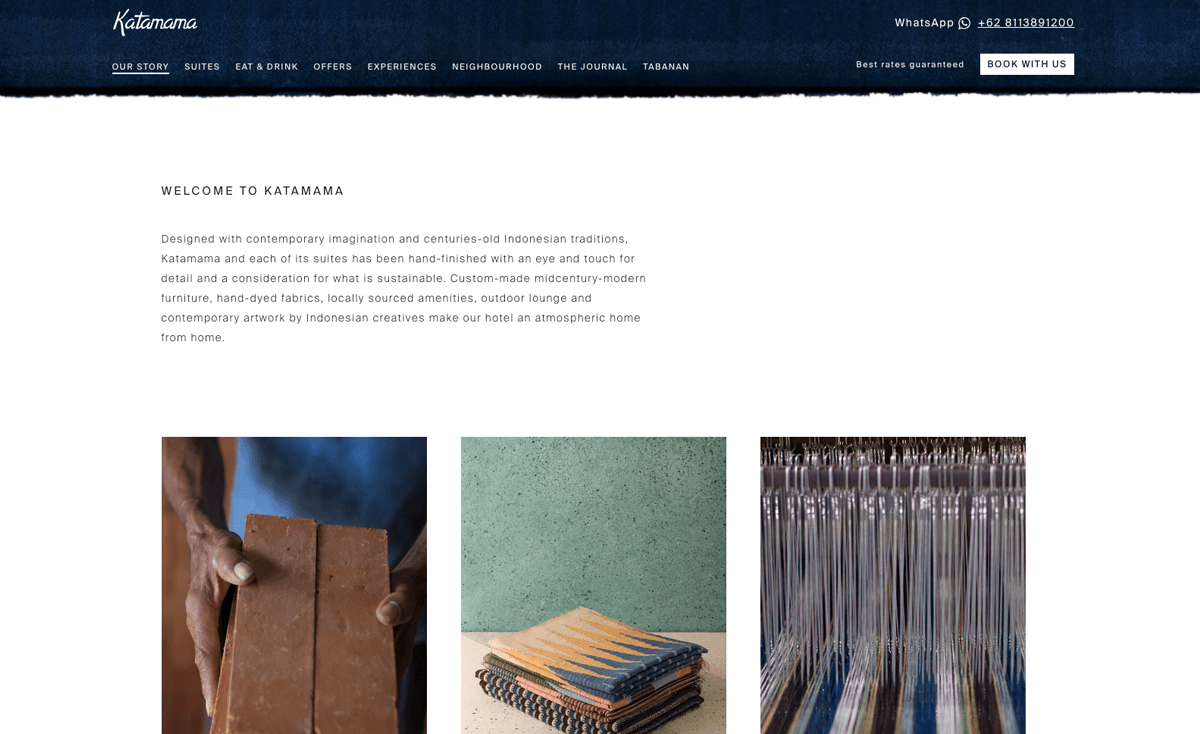 Katamama
WhatsApp +62 8113891200
OUR STORY SUITES EAT & DRINK OFFERS EXPERIENCES NEIGHBOURHOOD THE JOURNAL TABANAN
Best rates guaranteed BOOK WITH US
WELCOME TO KATAMAMA
Designed with contemporary imagination and centuries-old Indonesian traditions,
Katamama and each of its suites has been hand-finished with an eye and touch for
detail and a consideration for what is sustainable. Custom-made midcentury-modern
furniture, hand-dyed fabrics, locally sourced amenities, outdoor lounge and
contemporary artwork by Indonesian creatives make our hotel an atmospheric home
from home.